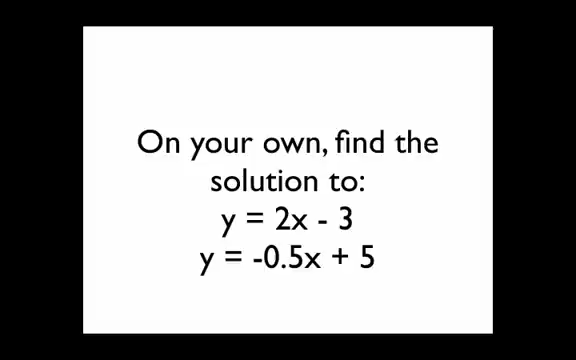 On your own, find the
solution to:
y = 2x - 3
y = -0.5x + 5